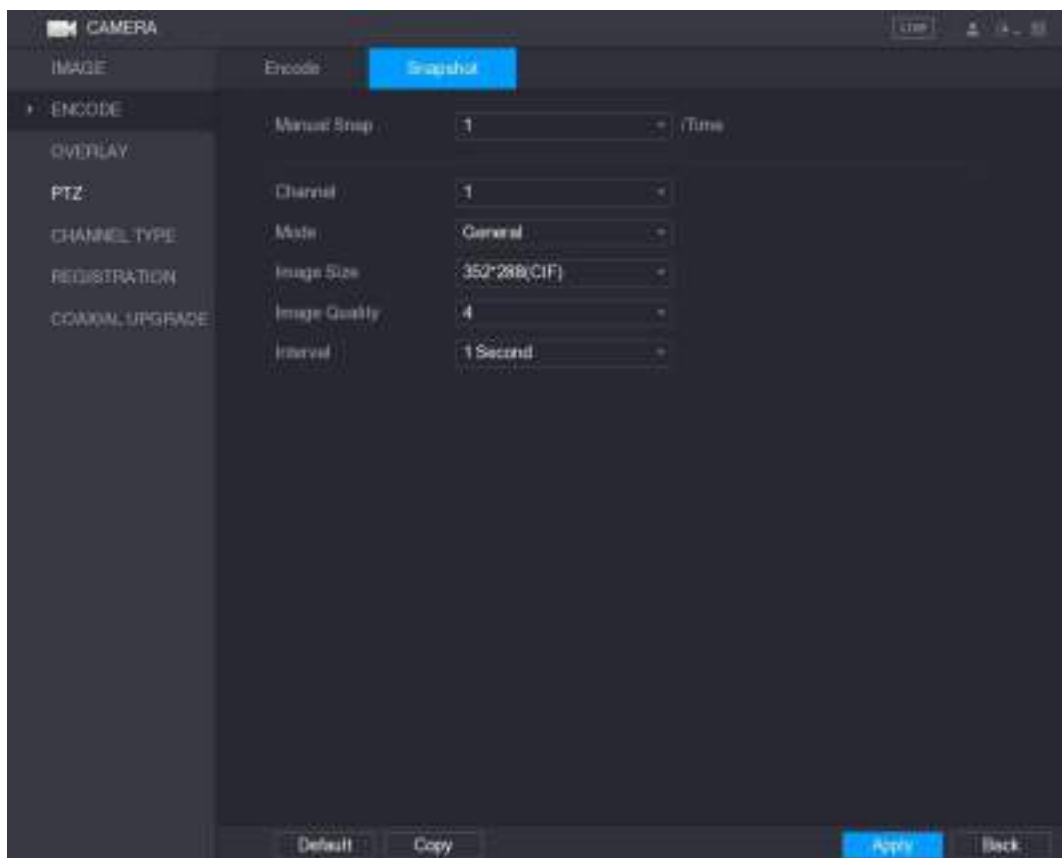 CAMERA
LIVE
IMAGE
Encode
Snapshot
ENCODE
Manual Snap
1
/Time
OVERLAY
PTZ
Channel
1
CHANNEL TYPE
Mode
General
REGISTRATION
Image Size
352*288(CIF)
COAXIAL UPGRADE
Image Quality
4
Interval
1 Second
Default
Copy
Apply
Back